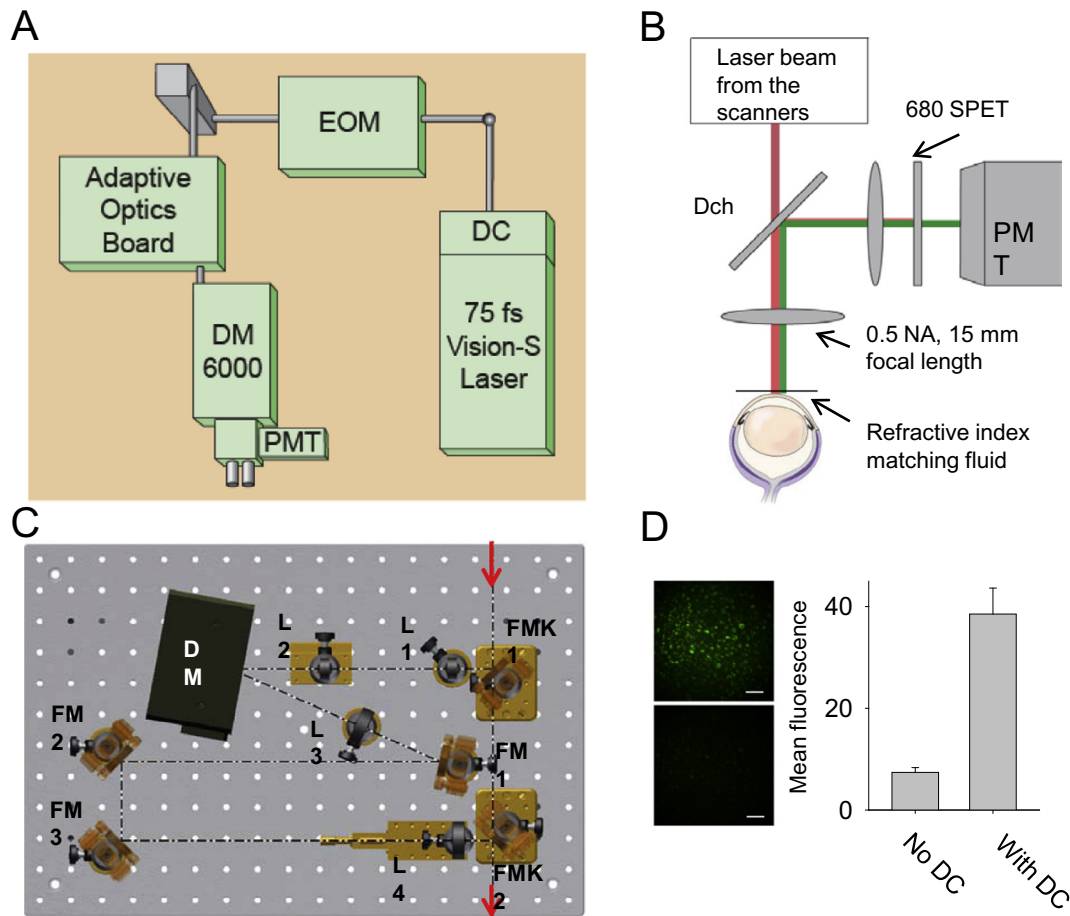 A
EOM
Adaptive
Optics
Board
DC
75 fs
Vision-S
Laser
DM
6000
PMT
B
Laser beam
from the
scanners
680 SPET
Dch
PM
T
0.5 NA, 15 mm
focal length
Refractive index
matching fluid
C
D
M
L
2
L
1
FMK
1
FM
2
L
3
FM
1
FM
3
L
4
FMK
2
D
Mean fluorescence
40
20
0
No DC
With DC